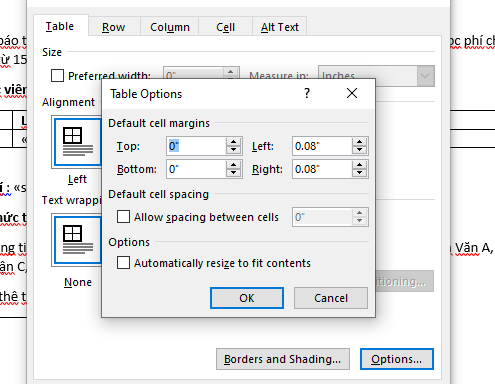 Table Row Column Cell Alt Text
báo
ọc phí
Size
từ 15
Preferred width: 0" Measure in: Inches
Table Options ? ×
viên
Default cell margins
Alignment
Top: 0" Left: 0.08"
Bottom: 0" Right: 0.08"
Left
Default cell spacing
Allow spacing between cells 0"
í : «s
Text wrappi
Options
hức t
Automatically resize to fit contents
ng ti
Văn A,
ận C,
None
tioning...
OK Cancel
thê t
Borders and Shading... Options...